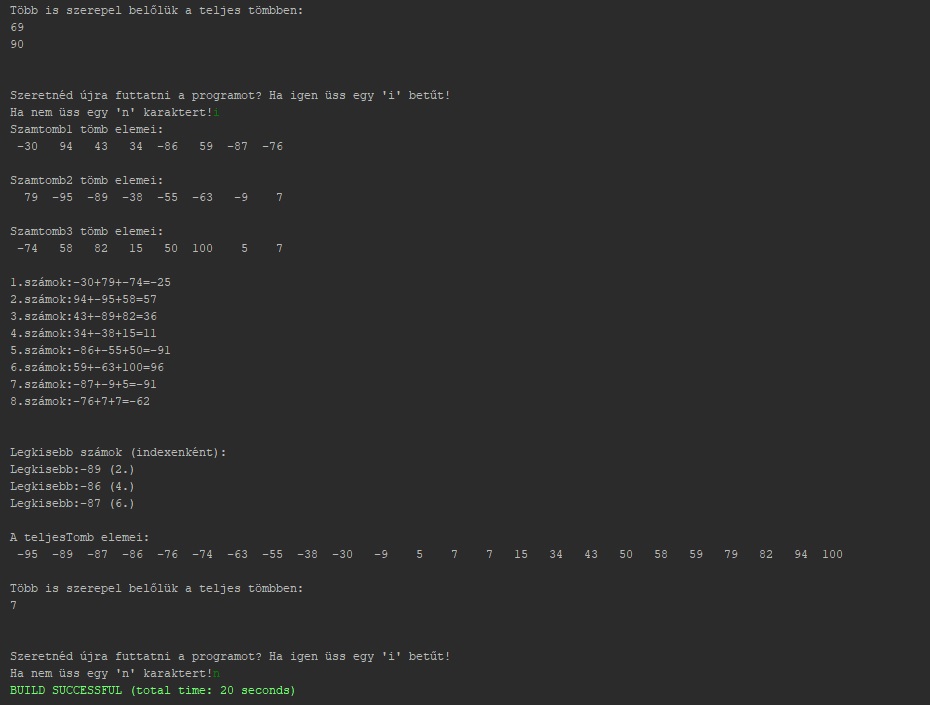 Több is szerepel belőlük a teljes tömbben:
69
90
Szeretnéd újra futtatni a programot? Ha igen üss egy 'i' betűt!
Ha nem üss egy 'n' karaktert!i
Szamtomb1 tömb elemei:
-30 94 43 34 -86 59 -87 -76
Szamtomb2 tömb elemei:
79 -95 -89 -38 -55 -63 -9 7
Szamtomb3 tömb elemei:
-74 58 82 15 50 100 5 7
1.számok:-30+79+-74=-25
2.számok:94+-95+58=57
3.számok:43+-89+82=36
4.számok:34+-38+15=11
5.számok:-86+-55+50=-91
6.számok:59+-63+100=96
7.számok:-87+-9+5=-91
8.számok:-76+7+7=-62
Legkisebb számok (indexenként):
Legkisebb:-89 (2.)
Legkisebb:-86 (4.)
Legkisebb:-87 (6.)
A teljesTomb elemei:
-95 -89 -87 -86 -76 -74 -63 -55 -38 -30 -9 5 7 7 15 34 43 50 58 59 79 82 94 100
Több is szerepel belőlük a teljes tömbben:
7
Szeretnéd újra futtatni a programot? Ha igen üss egy 'i' betűt!
Ha nem üss egy 'n' karaktert!n
BUILD SUCCESSFUL (total time: 20 seconds)